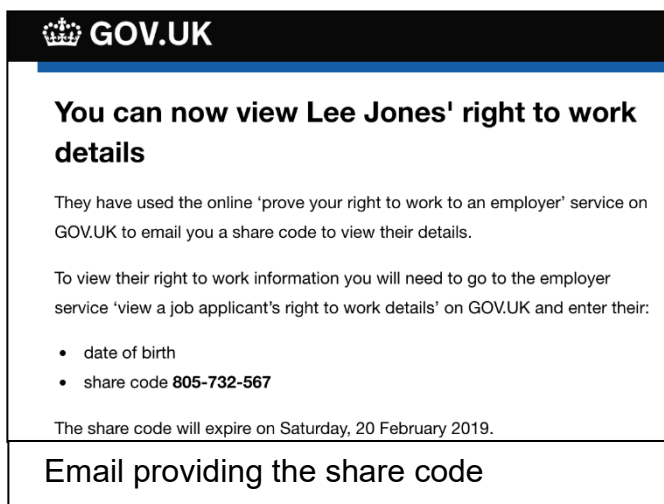 GOV.UK
You can now view Lee Jones' right to work
details
They have used the online ‘prove your right to work to an employer’ service on
GOV.UK to email you a share code to view their details.
To view their right to work information you will need to go to the employer
service ‘view a job applicant’s right to work details’ on GOV.UK and enter their:
• date of birth
• share code 805-732-567
The share code will expire on Saturday, 20 February 2019.
Email providing the share code